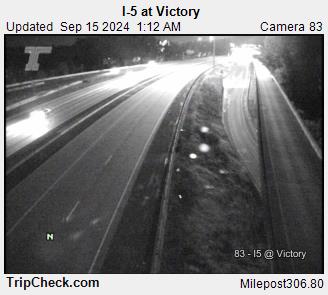 I-5 at Victory
Updated Sep 15 2024 1:12 AM Camera 83
T
N
83 - I5 @ Victory
TripCheck.com Milepost306.80